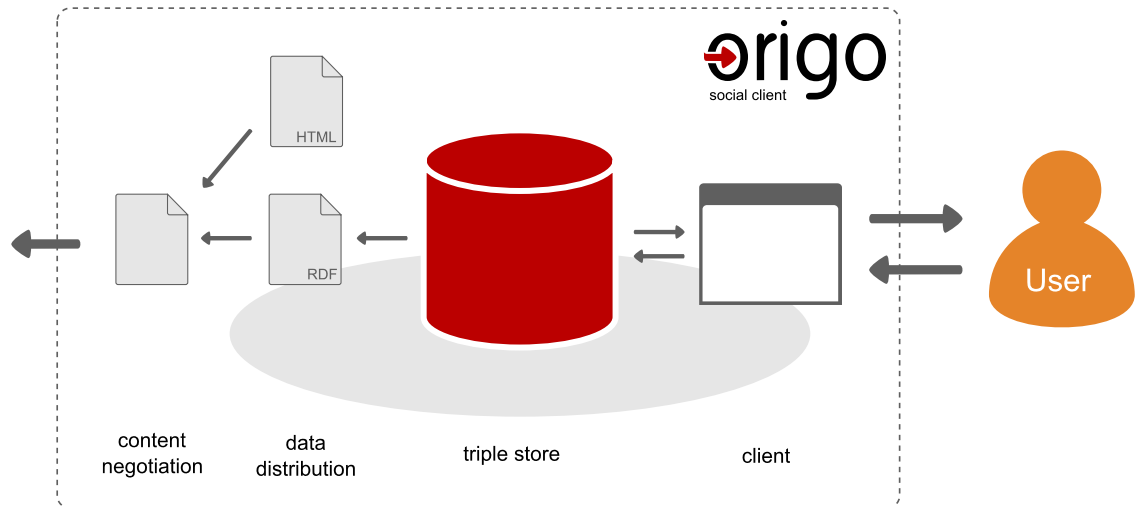 origo
social client
HTML
RDF
User
content
negotiation
data
distribution
triple store
client